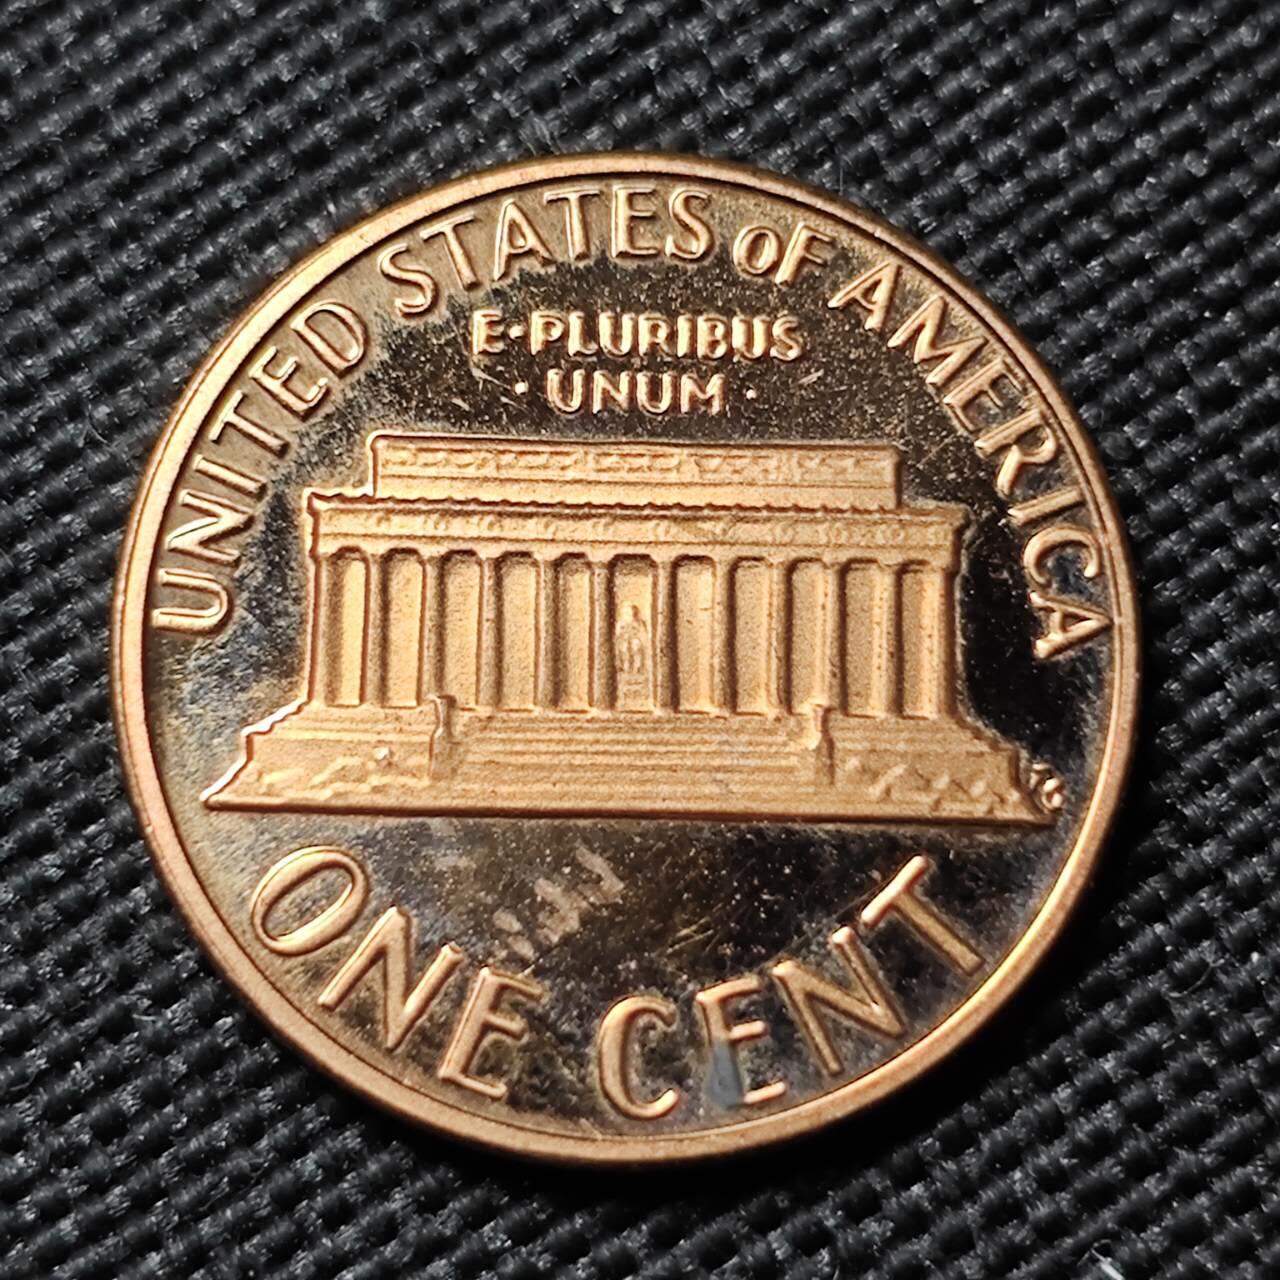 UNITED STATES OF AMERICA
E·PLURIBUS
·UNUM·
ONE CENT